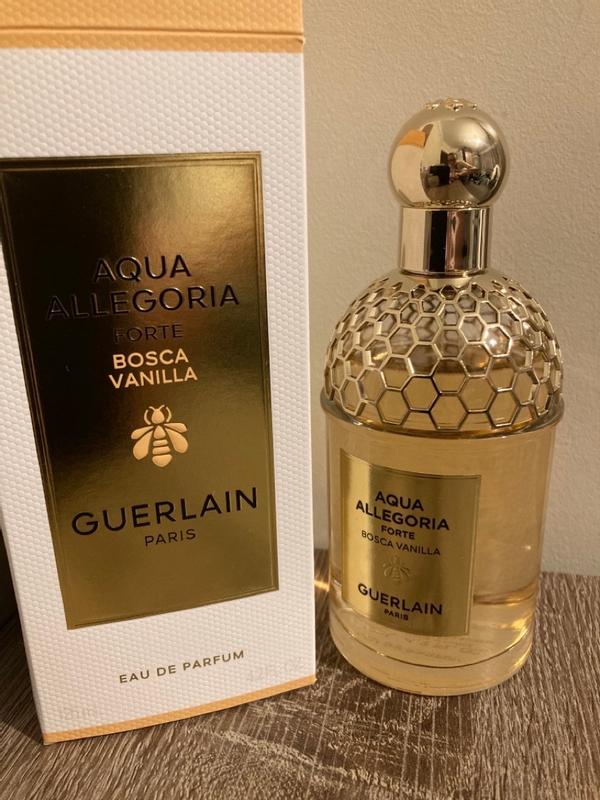 AQUA
ALLEGORIA
FORTE
BOSCA
VANILLA
GUERLAIN
PARIS
EAU DE PARFUM
AQUA
ALLEGORIA
FORTE
BOSCA VANILLA
GUERLAIN
PARIS